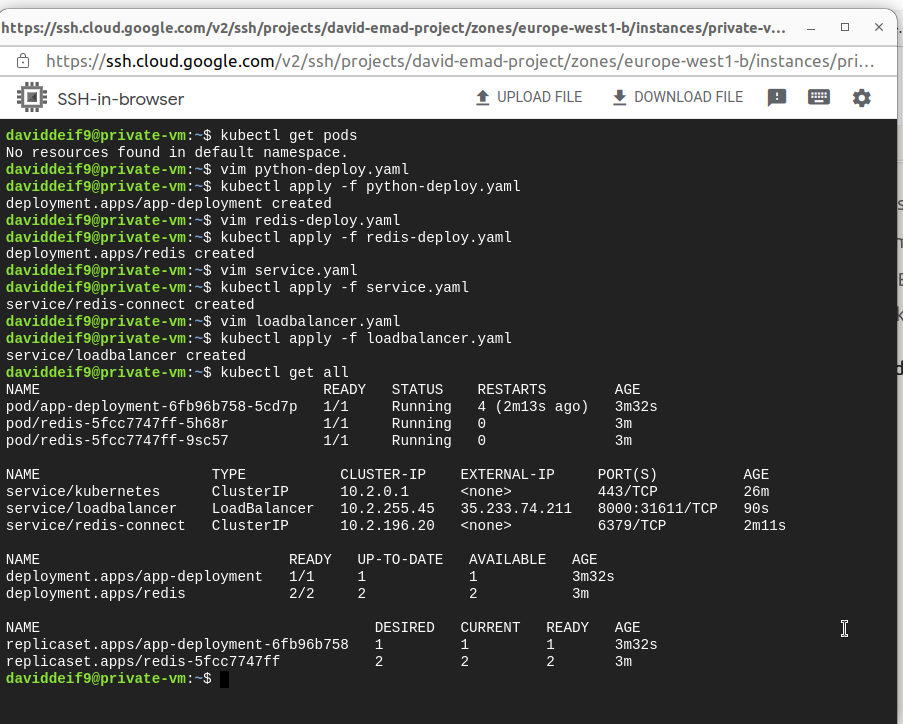 https://ssh.cloud.google.com/v2/ssh/projects/david-emad-project/zones/europe-west1-b/instances/private-v...
https://ssh.cloud.google.com/v2/ssh/projects/david-emad-project/zones/europe-west1-b/instances/pri...
SSH-in-browser UPLOAD FILE DOWNLOAD FILE
daviddeif9@private-vm:~$ kubectl get pods
No resources found in default namespace.
daviddeif9@private-vm:~$ vim python-deploy.yaml
daviddeif9@private-vm:~$ kubectl apply -f python-deploy.yaml
deployment.apps/app-deployment created
daviddeif9@private-vm:~$ vim redis-deploy.yaml
daviddeif9@private-vm:~$ kubectl apply -f redis-deploy.yaml
deployment.apps/redis created
daviddeif9@private-vm:~$ vim service.yaml
daviddeif9@private-vm:~$ kubectl apply -f service.yaml
service/redis-connect created
daviddeif9@private-vm:~$ vim loadbalancer.yaml
daviddeif9@private-vm:~$ kubectl apply -f loadbalancer.yaml
service/loadbalancer created
daviddeif9@private-vm:~$ kubectl get all
NAME READY STATUS RESTARTS AGE
pod/app-deployment-6fb96b758-5cd7p 1/1 Running 4 (2m13s ago) 3m32s
pod/redis-5fcc7747ff-5h68r 1/1 Running 0 3m
pod/redis-5fcc7747ff-9sc57 1/1 Running 0 3m
NAME TYPE CLUSTER-IP EXTERNAL-IP PORT(S) AGE
service/kubernetes ClusterIP 10.2.0.1 <none> 443/TCP 26m
service/loadbalancer LoadBalancer 10.2.255.45 35.233.74.211 8000:31611/TCP 90s
service/redis-connect ClusterIP 10.2.196.20 <none> 6379/TCP 2m11s
NAME READY UP-TO-DATE AVAILABLE AGE
deployment.apps/app-deployment 1/1 1 1 3m32s
deployment.apps/redis 2/2 2 2 3m
NAME DESIRED CURRENT READY AGE
replicaset.apps/app-deployment-6fb96b758 1 1 1 3m32s
replicaset.apps/redis-5fcc7747ff 2 2 2 3m
daviddeif9@private-vm:~$